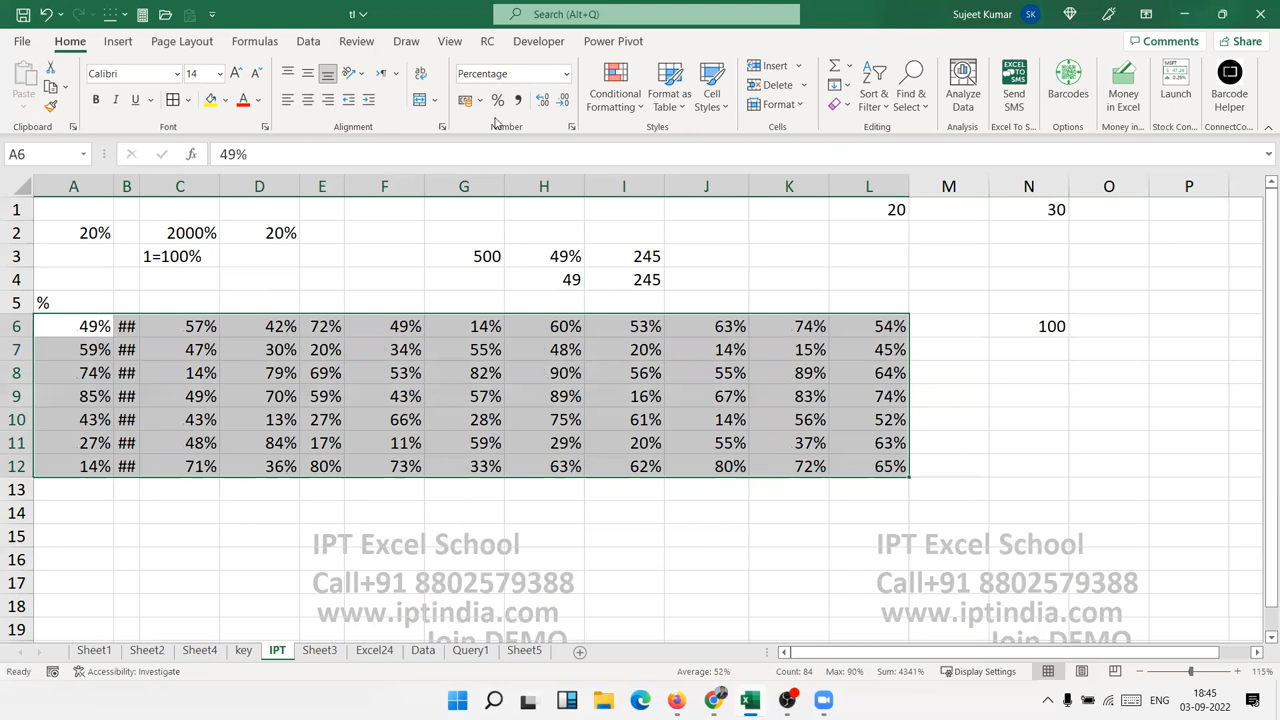 tl
Search (Alt+Q)
Sujeet Kumar SK
File Home Insert Page Layout Formulas Data Review View Draw RC Developer Power Pivot Comments Share
Paste
Clipboard
Calibri 14
B I U
Font
Alignment
Percentage
Number
Conditional Formatting
Format as Table
Cell Styles
Styles
Insert
Delete
Format
Cells
Sort & Filter
Find & Select
Editing
Analyze Data
Analysis
Send SMS
Excel To S...
Barcodes
Options
Money in Excel
Money in...
Launch
Stock Con...
Barcode Helper
ConnectCo...
A6 fx 49%
A B C D E F G H I J K L M N O P
1 20 30
2 20% 2000% 20%
3 1=100% 500 49% 245
4 49 245
5 %
6 49% ## 57% 42% 72% 49% 14% 60% 53% 63% 74% 54% 100
7 59% ## 47% 30% 20% 34% 55% 48% 20% 14% 15% 45%
8 74% ## 14% 79% 69% 53% 82% 90% 56% 55% 89% 64%
9 85% ## 49% 70% 59% 43% 57% 89% 16% 67% 83% 74%
10 43% ## 43% 13% 27% 66% 28% 75% 61% 14% 56% 52%
11 27% ## 48% 84% 17% 11% 59% 29% 20% 55% 37% 63%
12 14% ## 71% 36% 80% 73% 33% 63% 62% 80% 72% 65%
13
14
15
16
17
18
19
IPT Excel School
Call+91 8802579388
www.iptindia.com
Join DEMO
IPT Excel School
Call+91 8802579388
www.iptindia.com
Join DEMO
Sheet1 Sheet2 Sheet4 key IPT Sheet3 Excel24 Data Query1 Sheet5
Ready Accessibility: Investigate Average: 52% Count: 84 Max: 90% Sum: 4341% Display Settings 115%
ENG 18:45
03-09-2022